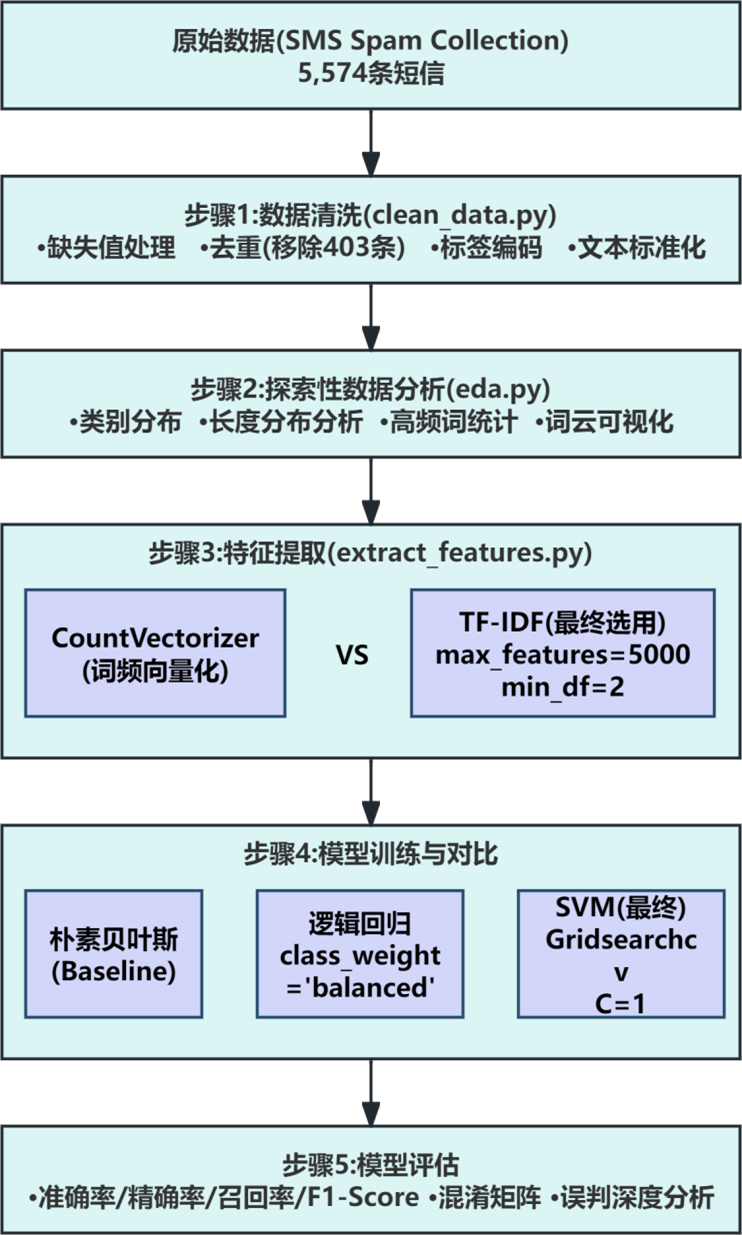 原始数据(SMS Spam Collection)
5,574条短信
步骤1:数据清洗(clean_data.py)
•缺失值处理 •去重(移除403条) •标签编码 •文本标准化
步骤2:探索性数据分析(eda.py)
•类别分布 •长度分布分析 •高频词统计 •词云可视化
步骤3:特征提取(extract_features.py)
CountVectorizer
(词频向量化)
VS
TF-IDF(最终选用)
max_features=5000
min_df=2
步骤4:模型训练与对比
朴素贝叶斯
(Baseline)
逻辑回归
class_weight
='balanced'
SVM(最终)
Gridsearchc
v
C=1
步骤5:模型评估
•准确率/精确率/召回率/F1-Score •混淆矩阵 •误判深度分析